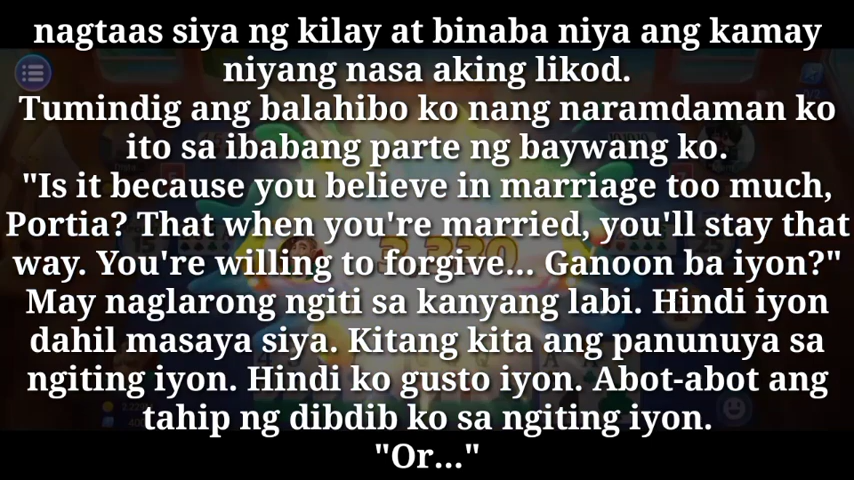 nagtaas siya ng kilay at binaba niya ang kamay
niyang nasa aking likod.
Tumindig ang balahibo ko nang naramdaman ko
ito sa ibabang parte ng baywang ko.
"Is it because you believe in marriage too much,
Portia? That when you're married, you'll stay that
way. You're willing to forgive... Ganoon ba iyon?"
May naglarong ngiti sa kanyang labi. Hindi iyon
dahil masaya siya. Kitang kita ang panunuya sa
ngiting iyon. Hindi ko gusto iyon. Abot-abot ang
tahip ng dibdib ko sa ngiting iyon.
"Or..."